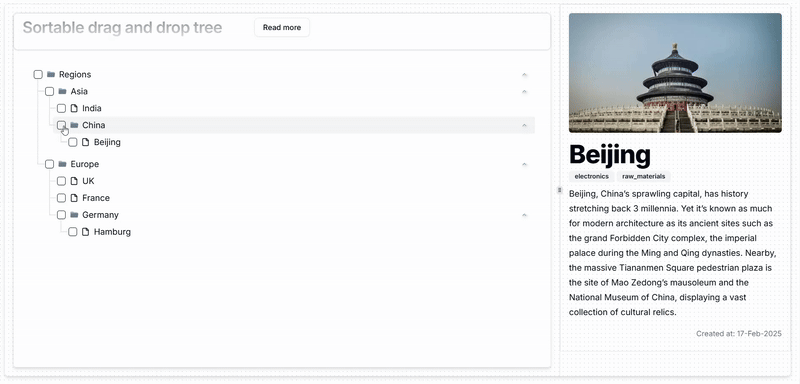 Sortable drag and drop tree
Read more
Regions
Asia
India
China
Beijing
Europe
UK
France
Germany
Hamburg
Beijing
electronics raw_materials
Beijing, China’s sprawling capital, has history
stretching back 3 millennia. Yet it’s known as much
for modern architecture as its ancient sites such as
the grand Forbidden City complex, the imperial
palace during the Ming and Qing dynasties. Nearby,
the massive Tiananmen Square pedestrian plaza is
the site of Mao Zedong’s mausoleum and the
National Museum of China, displaying a vast
collection of cultural relics.
Created at: 17-Feb-2025